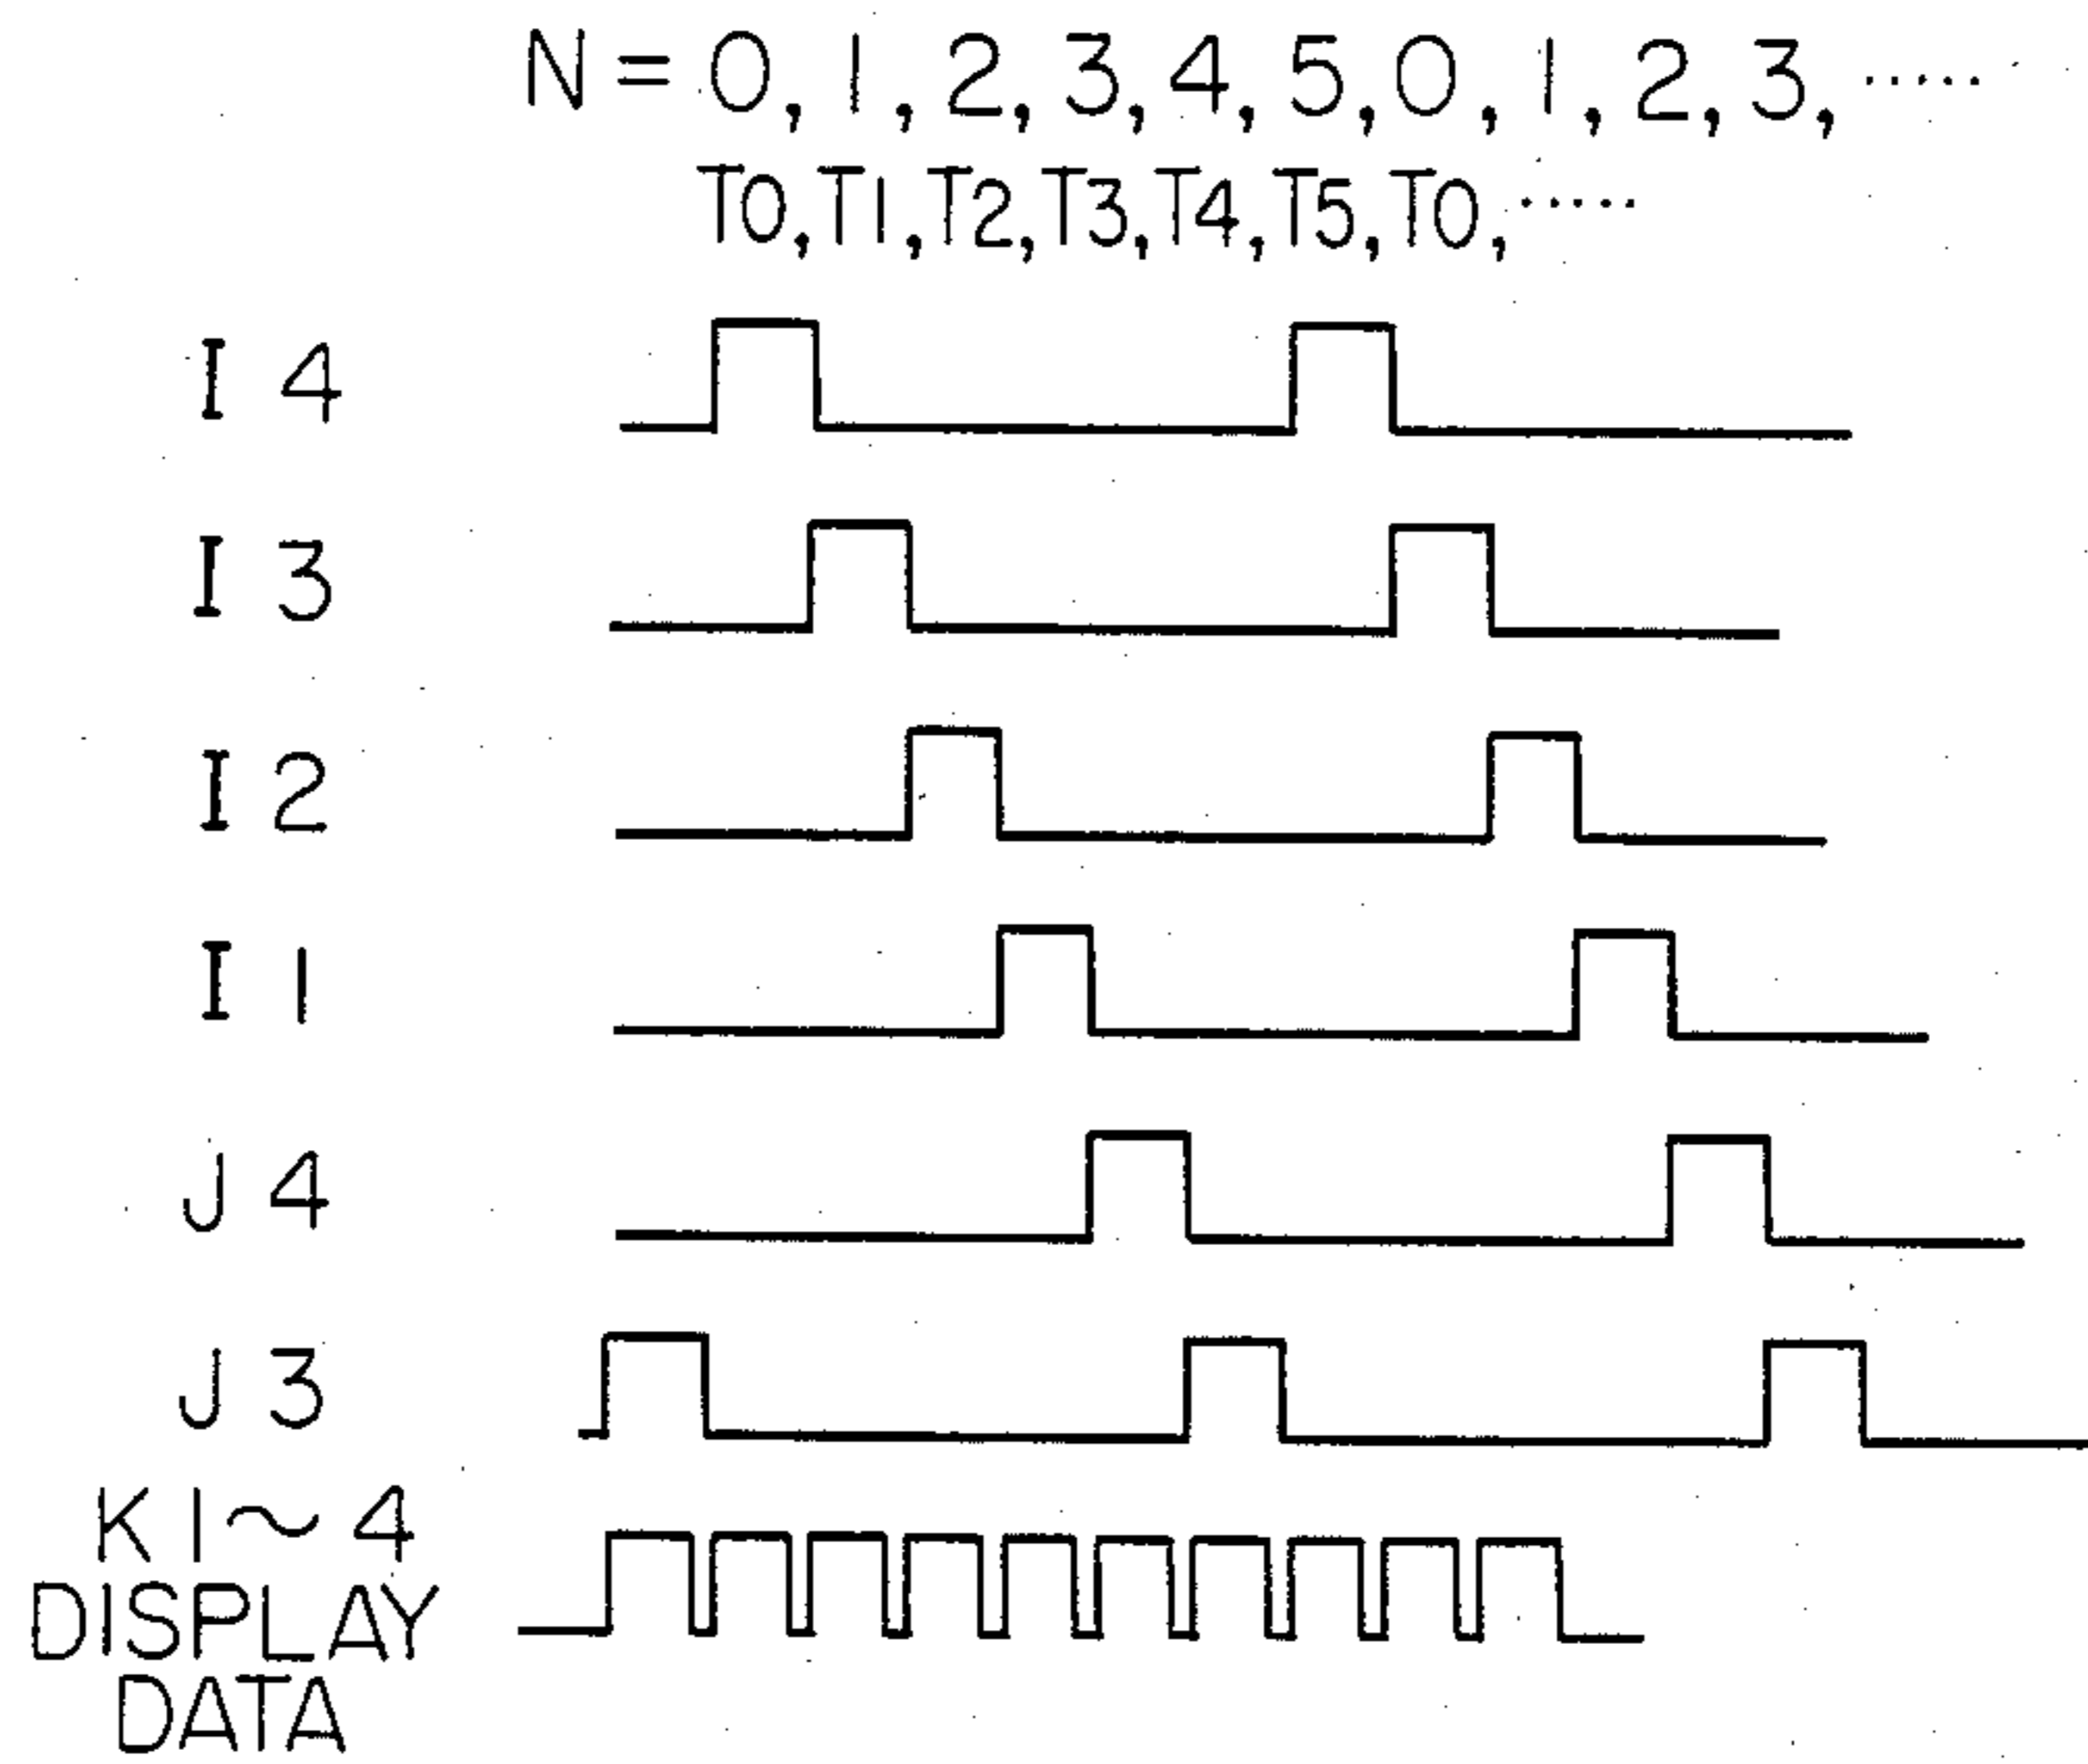 N = 0, 1, 2, 3, 4, 5, 0, 1, 2, 3, ·····
T0, T1, T2, T3, T4, T5, T0, ·····
I 4
I 3
I 2
I 1
J 4
J 3
K 1 ~ 4
DISPLAY
DATA